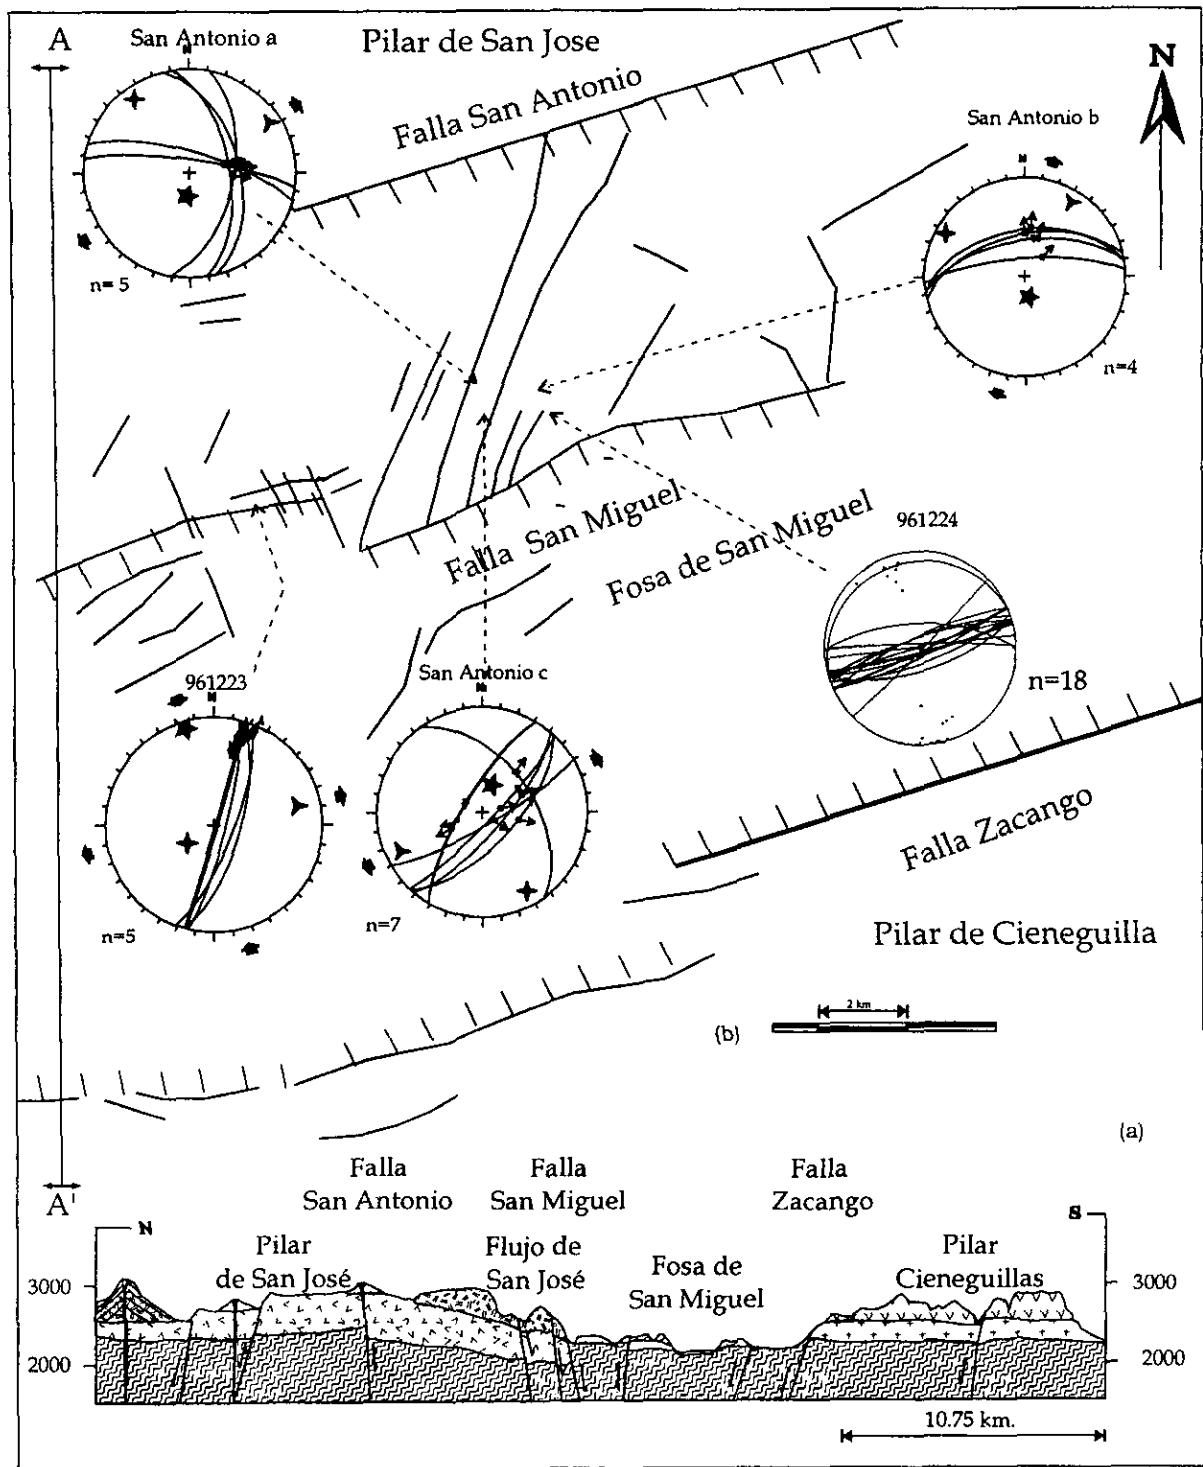 A
San Antonio a
N
n= 5
Pilar de San Jose
Falla San Antonio
N
San Antonio b
N
n=4
Falla San Miguel
Fosa de San Miguel
961224
n=18
961223
N
n=5
San Antonio c
N
n=7
Falla Zacango
Pilar de Cieneguilla
2 km
(b)
(a)
A'
Falla
San Antonio
Falla
San Miguel
Falla
Zacango
N
S
Pilar
de San José
Flujo de
San José
Fosa de
San Miguel
Pilar
Cieneguillas
3000
3000
2000
2000
10.75 km.